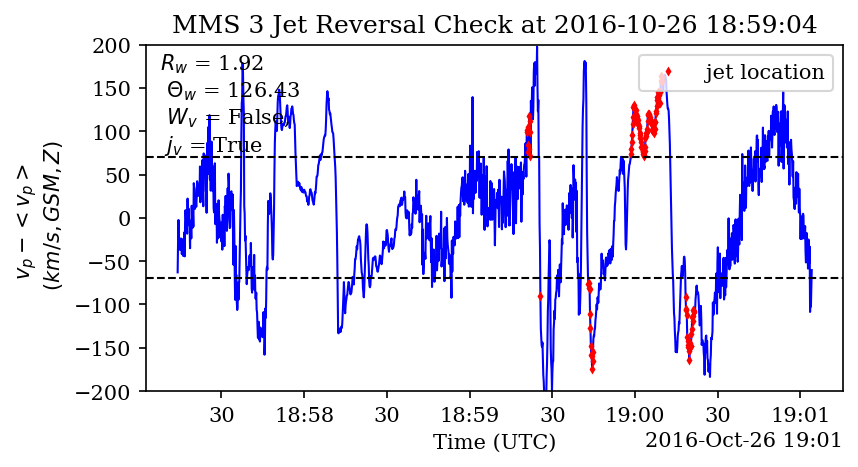 MMS 3 Jet Reversal Check at 2016-10-26 18:59:04
R_w = 1.92
Θ_w = 126.43
W_v = False,
j_v = True
jet location
v_p − < v_p >
(km/s, GSM, Z)
200
150
100
50
0
−50
−100
−150
−200
30 18:58 30 18:59 30 19:00 30 19:01
Time (UTC)
2016-Oct-26 19:01